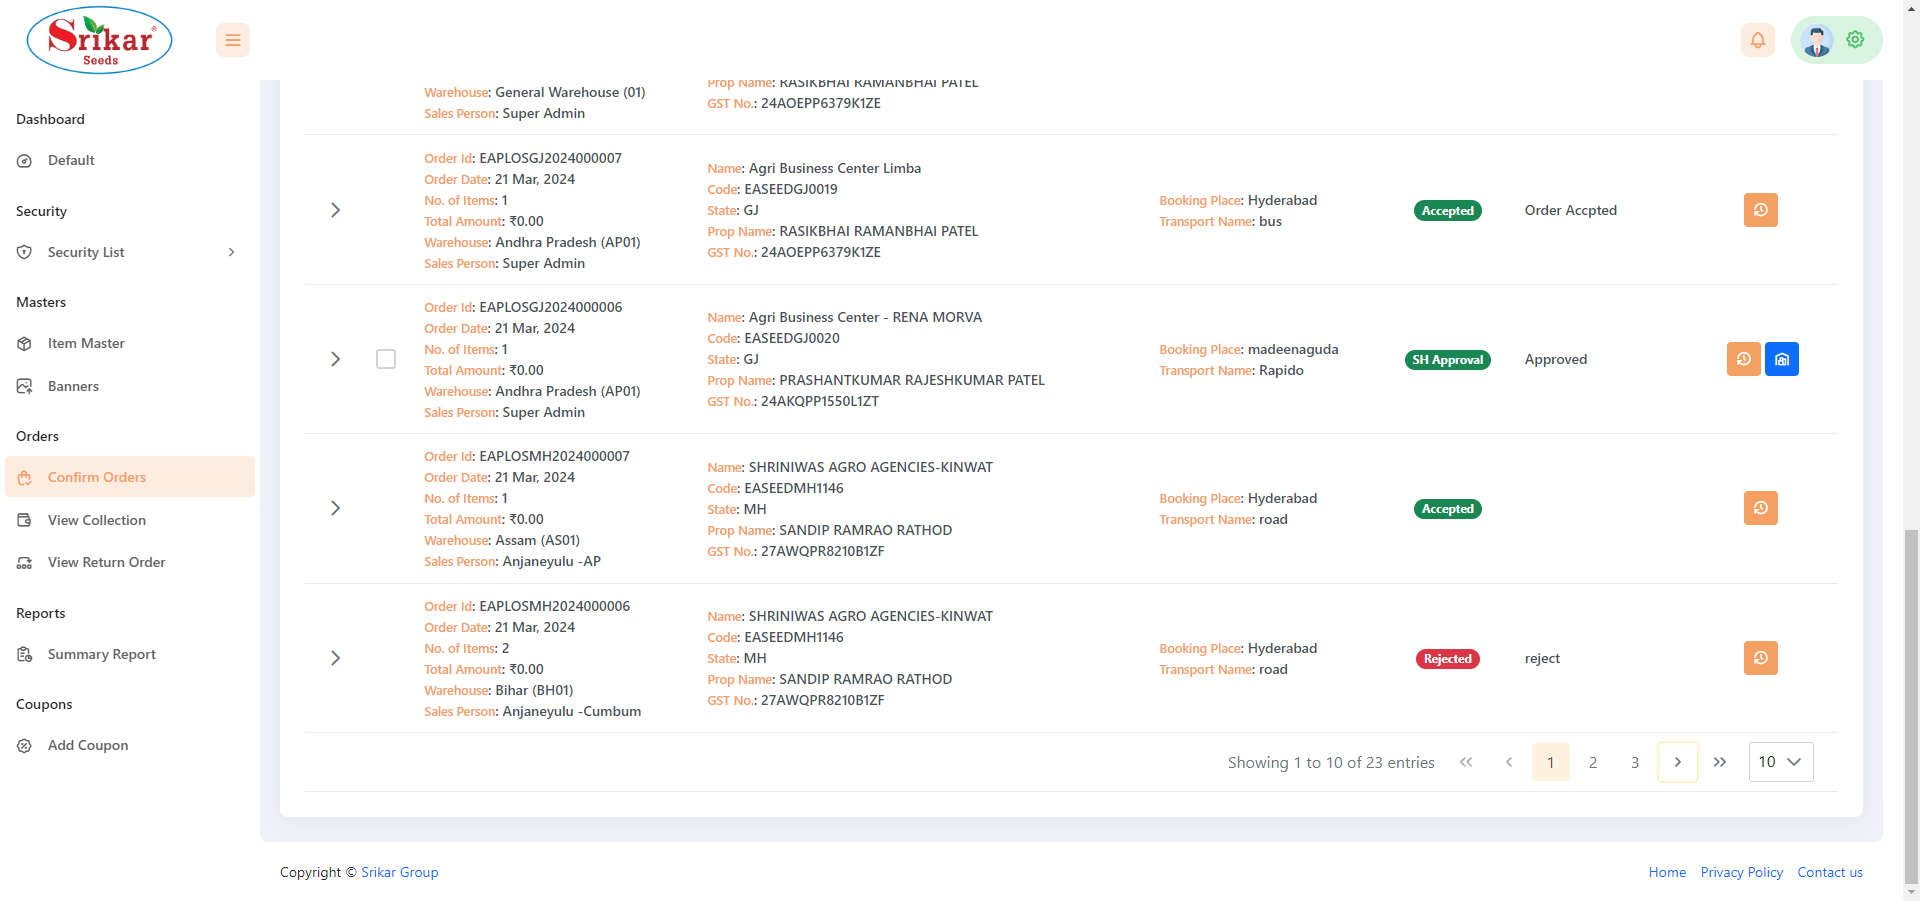 Srikar
Seeds
Dashboard
Default
Security
Security List
Masters
Item Master
Banners
Orders
Confirm Orders
View Collection
View Return Order
Reports
Summary Report
Coupons
Add Coupon
Warehouse: General Warehouse (01)
Sales Person: Super Admin
Prop Name: RASIKBHAI RAMANBHAI PATEL
GST No.: 24AOEPP6379K1ZE
Order Id: EAPLOSGJ2024000007
Order Date: 21 Mar, 2024
No. of Items: 1
Total Amount: ₹0.00
Warehouse: Andhra Pradesh (AP01)
Sales Person: Super Admin
Name: Agri Business Center Limba
Code: EASEEDGJ0019
State: GJ
Prop Name: RASIKBHAI RAMANBHAI PATEL
GST No.: 24AOEPP6379K1ZE
Booking Place: Hyderabad
Transport Name: bus
Accepted
Order Accpted
Order Id: EAPLOSGJ2024000006
Order Date: 21 Mar, 2024
No. of Items: 1
Total Amount: ₹0.00
Warehouse: Andhra Pradesh (AP01)
Sales Person: Super Admin
Name: Agri Business Center - RENA MORVA
Code: EASEEDGJ0020
State: GJ
Prop Name: PRASHANTKUMAR RAJESHKUMAR PATEL
GST No.: 24AKQPP1550L1ZT
Booking Place: madeenaguda
Transport Name: Rapido
SH Approval
Approved
Order Id: EAPLOSMH2024000007
Order Date: 21 Mar, 2024
No. of Items: 1
Total Amount: ₹0.00
Warehouse: Assam (AS01)
Sales Person: Anjaneyulu -AP
Name: SHRINIWAS AGRO AGENCIES-KINWAT
Code: EASEEDMH1146
State: MH
Prop Name: SANDIP RAMRAO RATHOD
GST No.: 27AWQPR8210B1ZF
Booking Place: Hyderabad
Transport Name: road
Accepted
Order Id: EAPLOSMH2024000006
Order Date: 21 Mar, 2024
No. of Items: 2
Total Amount: ₹0.00
Warehouse: Bihar (BH01)
Sales Person: Anjaneyulu -Cumbum
Name: SHRINIWAS AGRO AGENCIES-KINWAT
Code: EASEEDMH1146
State: MH
Prop Name: SANDIP RAMRAO RATHOD
GST No.: 27AWQPR8210B1ZF
Booking Place: Hyderabad
Transport Name: road
Rejected
reject
Showing 1 to 10 of 23 entries
1 2 3
10
Copyright © Srikar Group
Home Privacy Policy Contact us